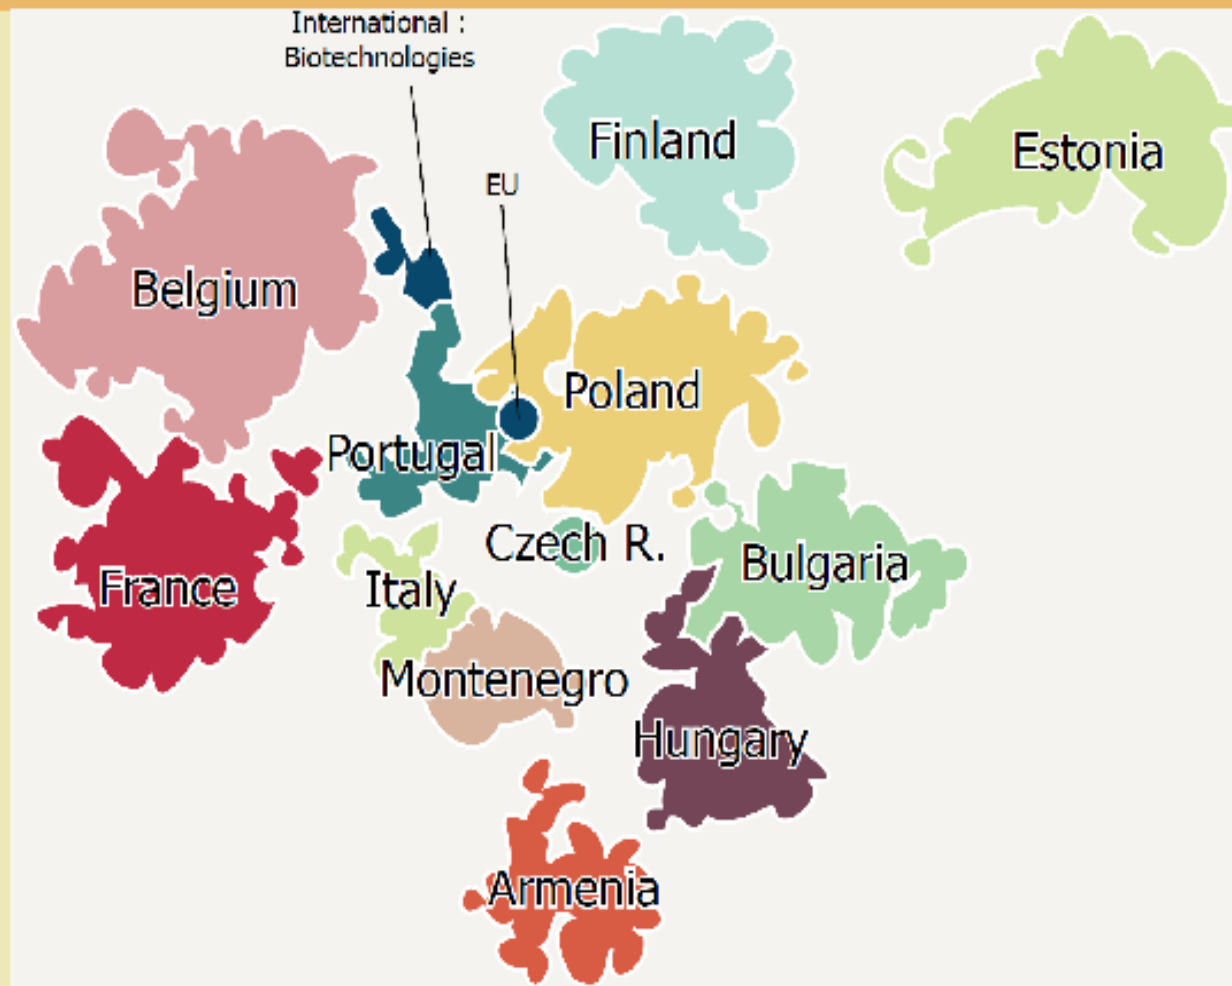 International :
Biotechnologies
Finland
Estonia
EU
Belgium
Poland
Portugal
Czech R.
Bulgaria
France
Italy
Montenegro
Hungary
Armenia